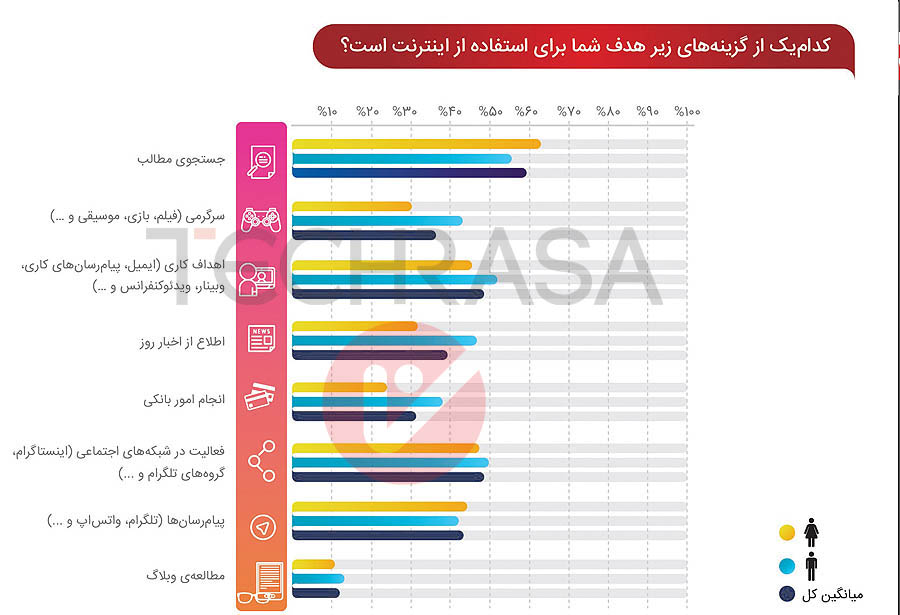 کدام‌یک از گزینه‌های زیر هدف شما برای استفاده از اینترنت است؟
%۱۰ %۲۰ %۳۰ %۴۰ %۵۰ %۶۰ %۷۰ %۸۰ %۹۰ %۱۰۰
جستجوی مطالب
سرگرمی (فیلم، بازی، موسیقی و ...)
TECHRASA
اهداف کاری (ایمیل، پیام‌رسان‌های کاری،
وبینار، ویدئوکنفرانس و ...)
NEWS
اطلاع از اخبار روز
انجام امور بانکی
فعالیت در شبکه‌های اجتماعی (اینستاگرام،
گروه‌های تلگرام و ...)
پیام‌رسان‌ها (تلگرام، واتس‌اپ و ...)
مطالعه‌ی وبلاگ
میانگین کل